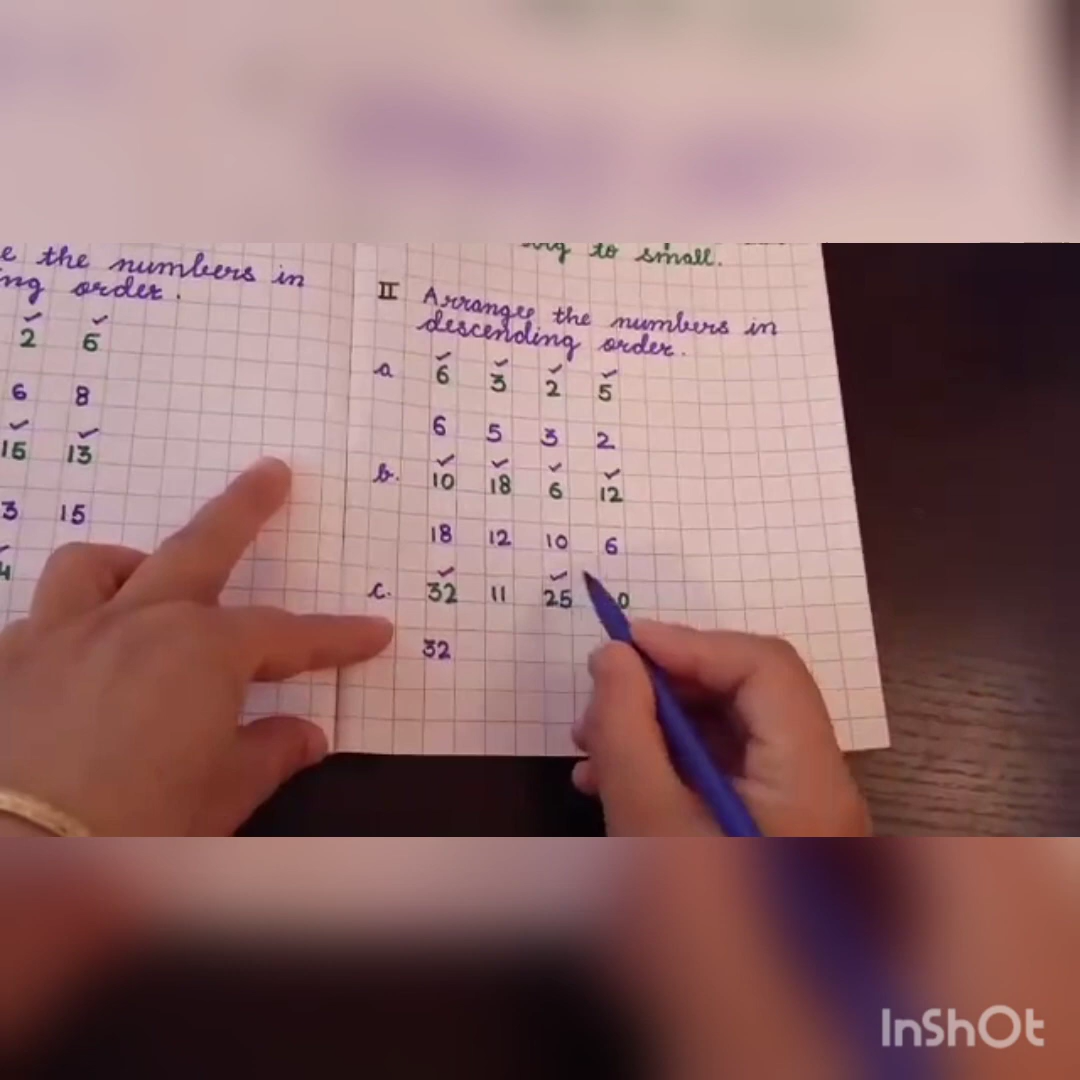 e the numbers in
ng order.
2 6
6 8
15 13
3 15
4
to small.
II Arrange the numbers in
descending order.
a 6 3 2 5
6 5 3 2
b. 10 18 6 12
18 12 10 6
c. 32 11 25 0
32
InShOt